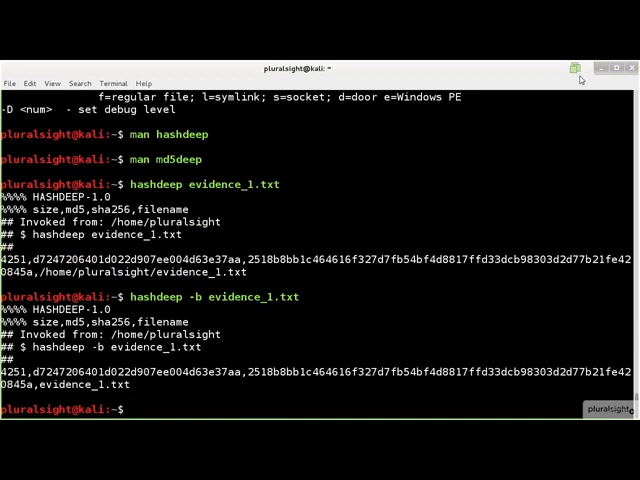 pluralsight@kali: ~
File Edit View Search Terminal Help
f=regular file; l=symlink; s=socket; d=door e=Windows PE
-D <num>  - set debug level
pluralsight@kali:~$ man hashdeep
pluralsight@kali:~$ man md5deep
pluralsight@kali:~$ hashdeep evidence_1.txt
%%%% HASHDEEP-1.0
%%%% size,md5,sha256,filename
## Invoked from: /home/pluralsight
## $ hashdeep evidence_1.txt
##
4251,d7247206401d022d907ee004d63e37aa,2518b8bb1c464616f327d7fb54bf4d8817ffd33dcb98303d2d77b21fe42
0845a,/home/pluralsight/evidence_1.txt
pluralsight@kali:~$ hashdeep -b evidence_1.txt
%%%% HASHDEEP-1.0
%%%% size,md5,sha256,filename
## Invoked from: /home/pluralsight
## $ hashdeep -b evidence_1.txt
##
4251,d7247206401d022d907ee004d63e37aa,2518b8bb1c464616f327d7fb54bf4d8817ffd33dcb98303d2d77b21fe42
0845a,evidence_1.txt
pluralsight@kali:~$
pluralsight